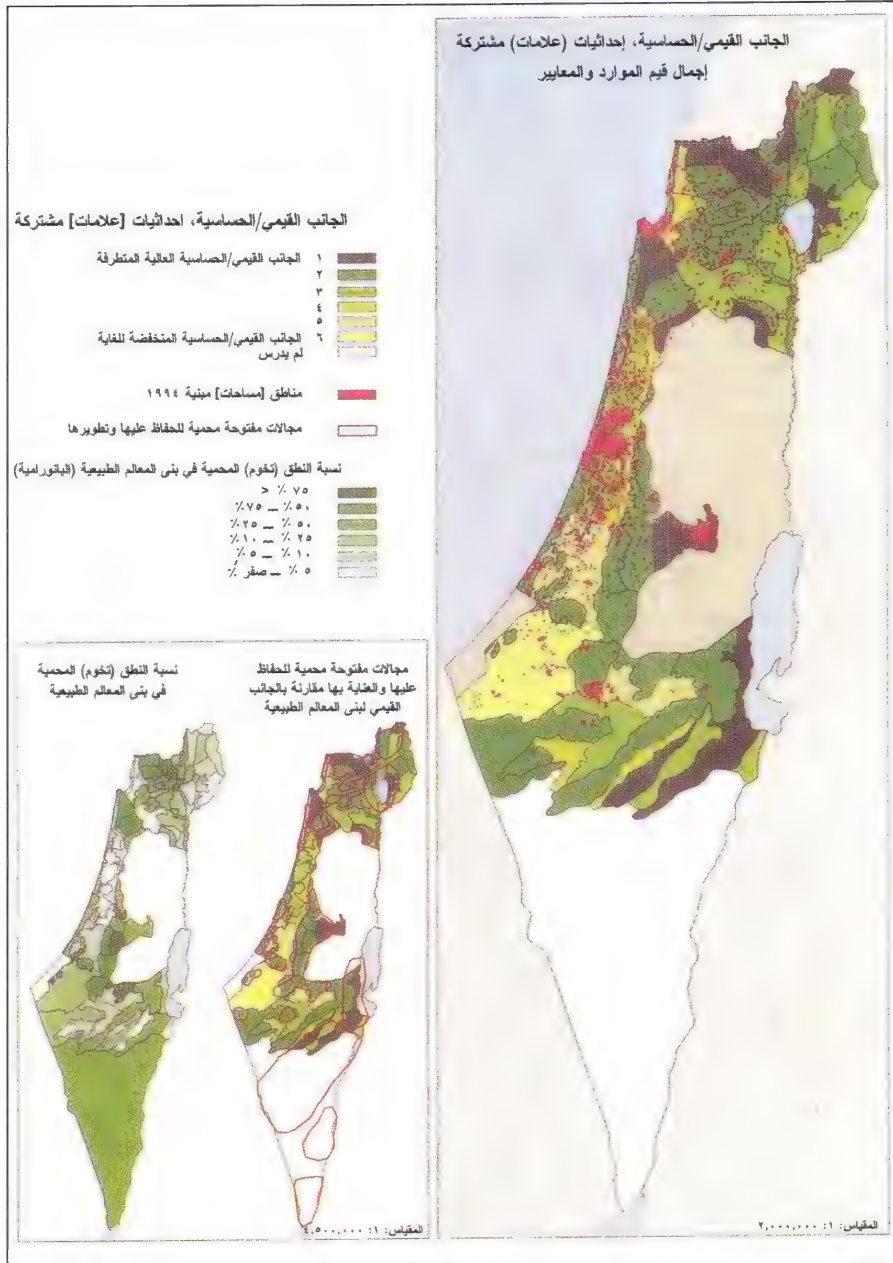 الجانب القيمي/الحساسية، إحداثيات (علامات) مشتركة
إجمال قيم الموارد والمعايير
الجانب القيمي/الحساسية، احداثيات [علامات] مشتركة
١ الجانب القيمي/الحساسية العالية المتطرفة
٢
٣
٤
٥
٦ الجانب القيمي/الحساسية المنخفضة للغاية
لم يدرس
مناطق [مساحات] مبنية ١٩٩٤
مجالات مفتوحة محمية للحفاظ عليها وتطويرها
نسبة النطق (تخوم) المحمية في بنى المعالم الطبيعية (البانورامية)
٧٥ % <
٥٠% – ٧٥%
٥٠ % – ٢٥%
٢٥ % – ١٠%
١٠ % – ٥%
٥ % – صفر %
مجالات مفتوحة محمية للحفاظ
عليها والعناية بها مقارنة بالجانب
القيمي لبنى المعالم الطبيعية
نسبة النطق (تخوم) المحمية
في بنى المعالم الطبيعية
المقياس: ١: ٤,٥٠٠,٠٠٠
المقياس: ١: ٢,٠٠٠,٠٠٠